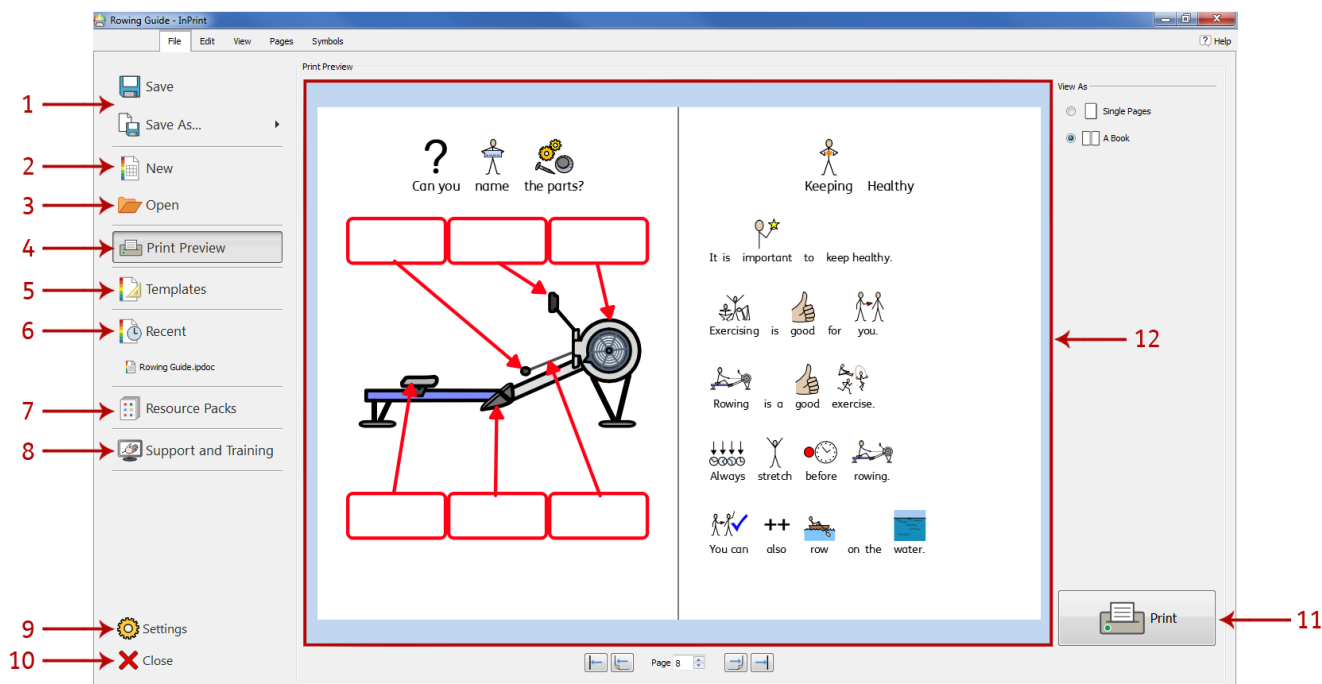 Rowing Guide - InPrint
File Edit View Pages Symbols
Help
1
Save
Save As...
2
New
3
Open
4
Print Preview
5
Templates
6
Recent
Rowing Guide.ipdoc
7
Resource Packs
8
Support and Training
9
Settings
10
Close
Print Preview
?
Can you name the parts?
Keeping Healthy
It is important to keep healthy.
Exercising is good for you.
Rowing is a good exercise.
Always stretch before rowing.
++
You can also row on the water.
Page 8
View As
Single Pages
A Book
12
Print
11